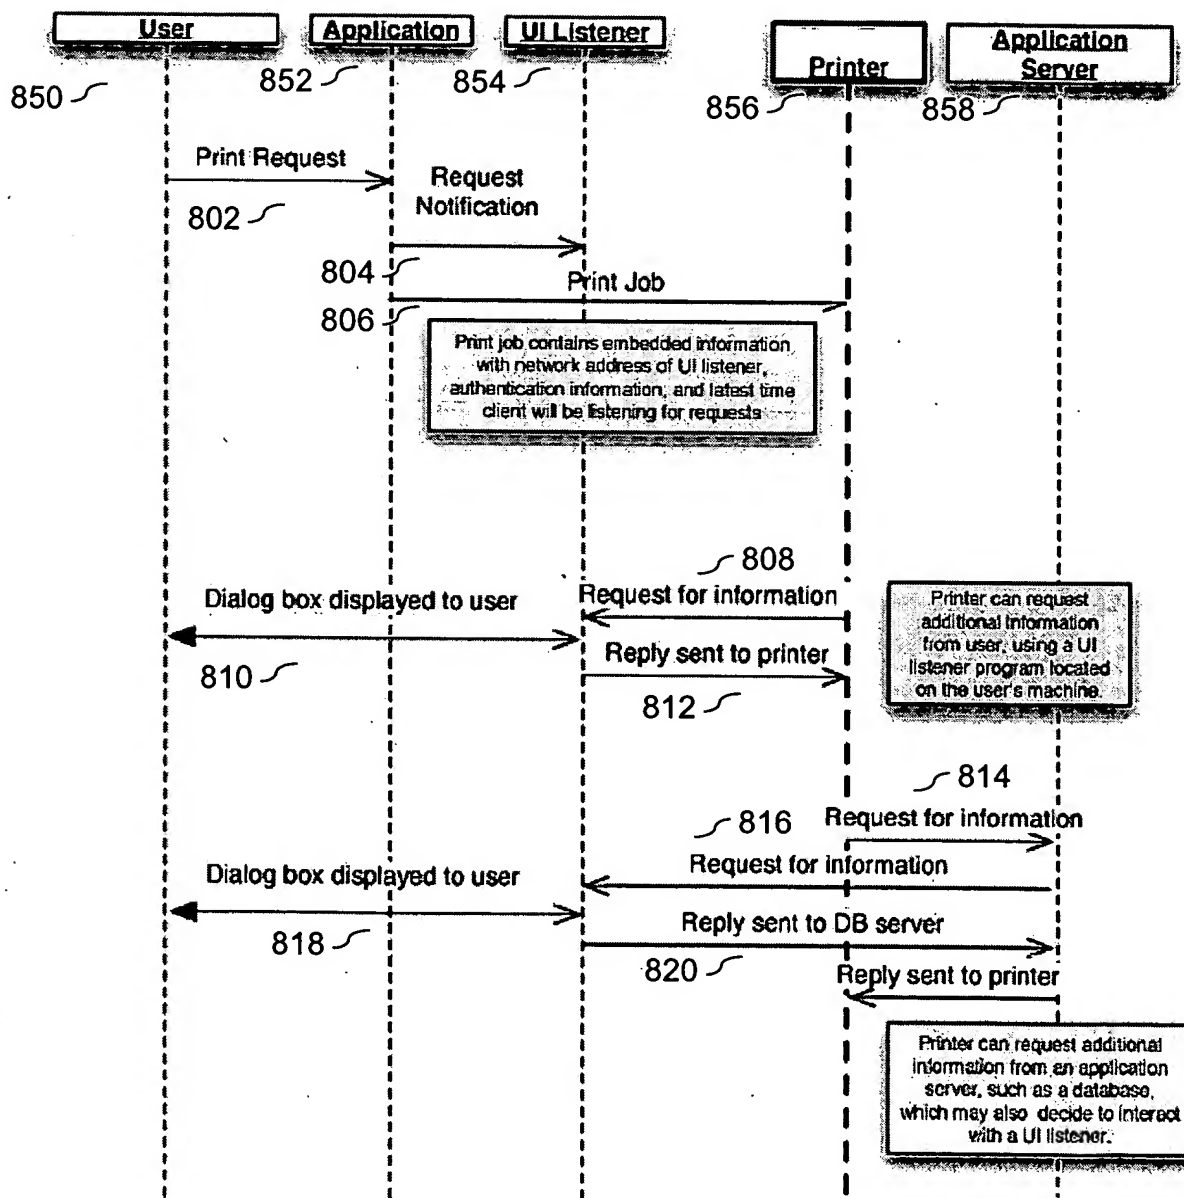 User
Application
UI Listener
Printer
Application
Server
850
852
854
856
858
Print Request
802
Request
Notification
804
Print Job
806
Print job contains embedded information
with network address of UI listener,
authentication information, and latest time
client will be listening for requests
808
Request for information
Dialog box displayed to user
810
Reply sent to printer
812
Printer can request
additional information
from user, using a UI
listener program located
on the user's machine.
814
Request for information
816
Request for information
Dialog box displayed to user
818
Reply sent to DB server
820
Reply sent to printer
Printer can request additional
information from an application
server, such as a database,
which may also decide to interact
with a UI listener.